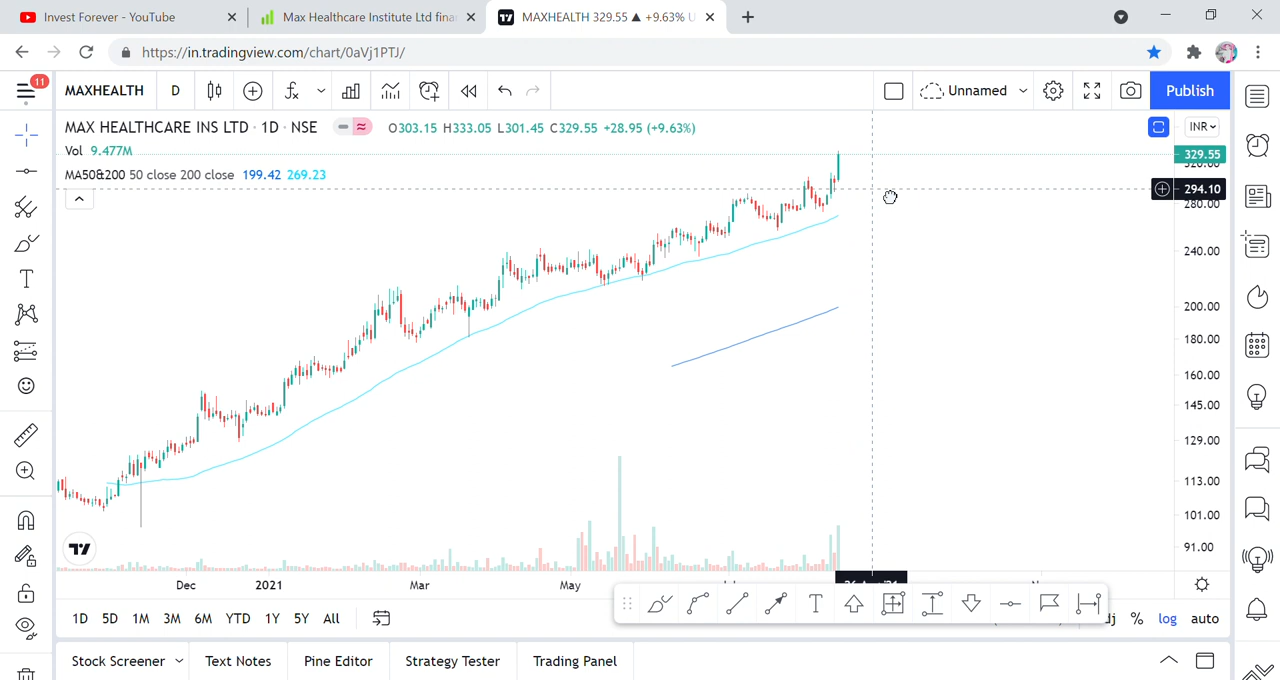 Invest Forever - YouTube
Max Healthcare Institute Ltd fina
MAXHEALTH 329.55 ▲ +9.63% U
https://in.tradingview.com/chart/0aVj1PTJ/
11
MAXHEALTH
D
Unnamed
Publish
MAX HEALTHCARE INS LTD · 1D · NSE
O303.15 H333.05 L301.45 C329.55 +28.95 (+9.63%)
INR
Vol 9.477M
329.55
320.00
MA50&200 50 close 200 close 199.42 269.23
294.10
280.00
240.00
200.00
180.00
160.00
145.00
129.00
113.00
101.00
91.00
Dec
2021
Mar
May
1D
5D
1M
3M
6M
YTD
1Y
5Y
All
%
log
auto
Stock Screener
Text Notes
Pine Editor
Strategy Tester
Trading Panel